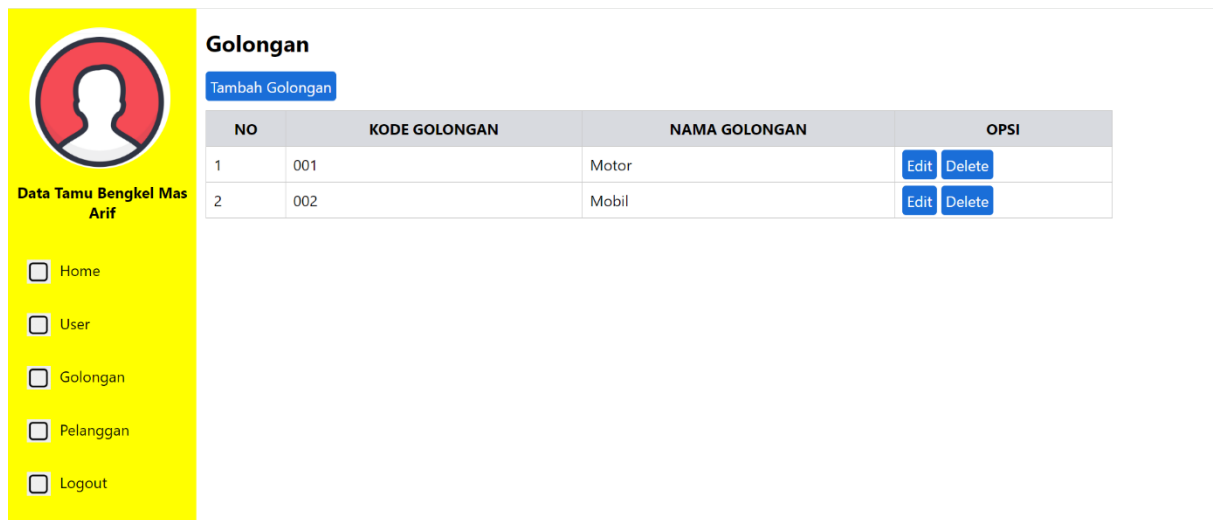 Data Tamu Bengkel Mas
Arif
Home
User
Golongan
Pelanggan
Logout
Golongan
Tambah Golongan
NO KODE GOLONGAN NAMA GOLONGAN OPSI
1 001 Motor Edit Delete
2 002 Mobil Edit Delete